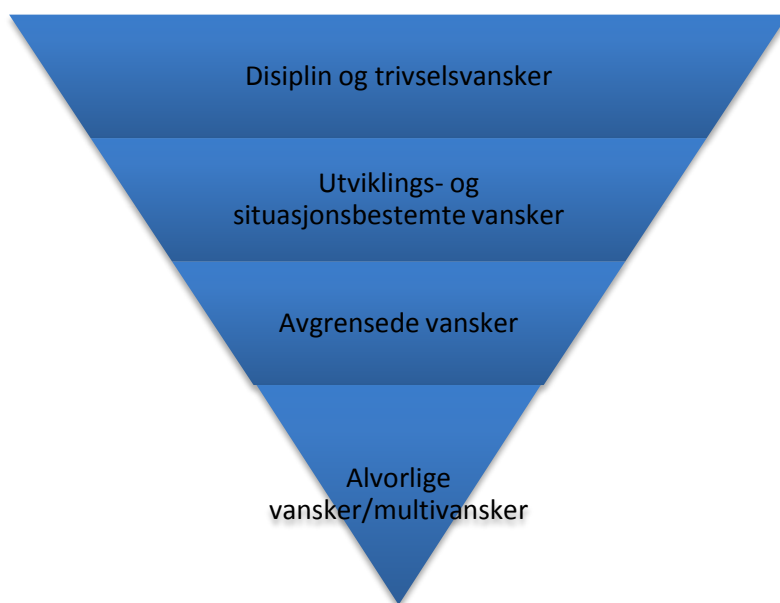 Disiplin og trivselsvansker
Utviklings- og
situasjonsbestemte vansker
Avgrensede vansker
Alvorlige
vansker/multivansker